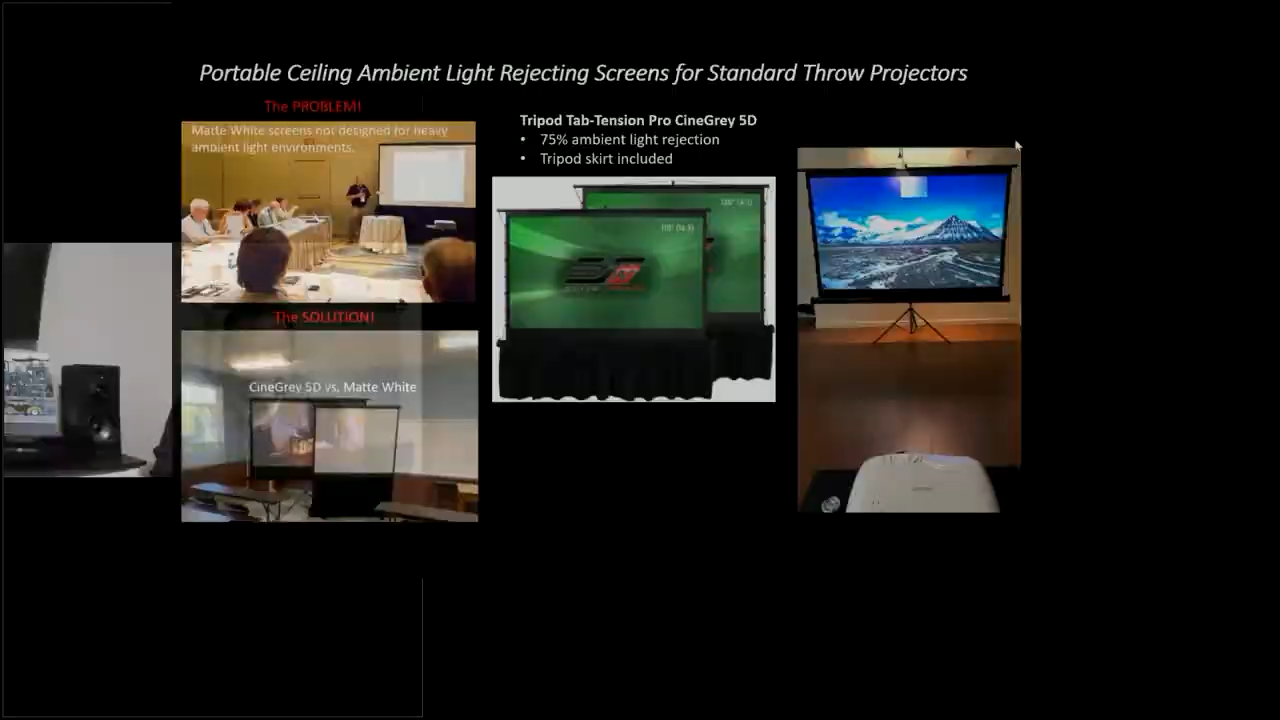 Portable Ceiling Ambient Light Rejecting Screens for Standard Throw Projectors
The PROBLEM!
Matte White screens not designed for heavy
ambient light environments.
The SOLUTION!
CineGrey 5D vs. Matte White
Tripod Tab-Tension Pro CineGrey 5D
• 75% ambient light rejection
• Tripod skirt included